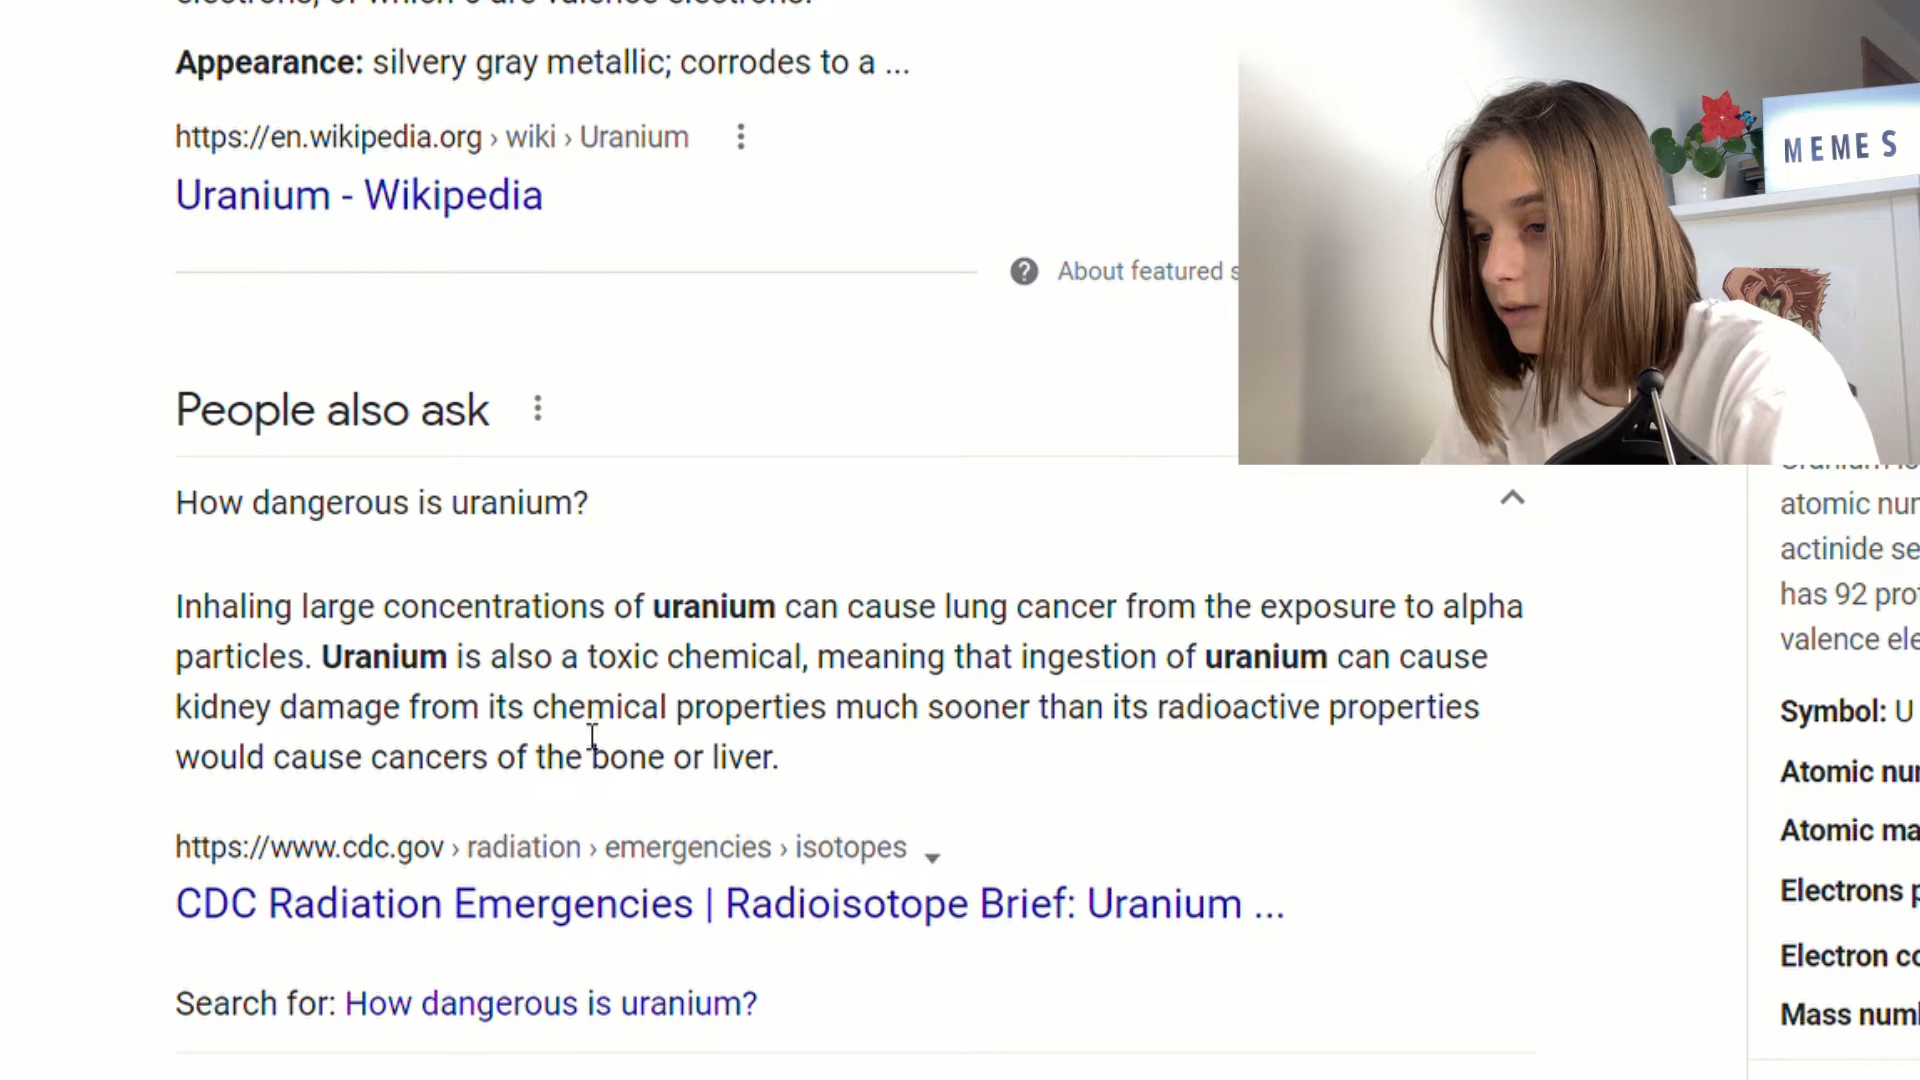 Appearance: silvery gray metallic; corrodes to a ...
https://en.wikipedia.org › wiki › Uranium
Uranium - Wikipedia
About featured s
MEMES
People also ask
How dangerous is uranium?
Inhaling large concentrations of uranium can cause lung cancer from the exposure to alpha
particles. Uranium is also a toxic chemical, meaning that ingestion of uranium can cause
kidney damage from its chemical properties much sooner than its radioactive properties
would cause cancers of the bone or liver.
https://www.cdc.gov › radiation › emergencies › isotopes
CDC Radiation Emergencies | Radioisotope Brief: Uranium ...
Search for: How dangerous is uranium?
atomic nur
actinide se
has 92 prot
valence ele
Symbol: U
Atomic nur
Atomic ma
Electrons p
Electron co
Mass numl